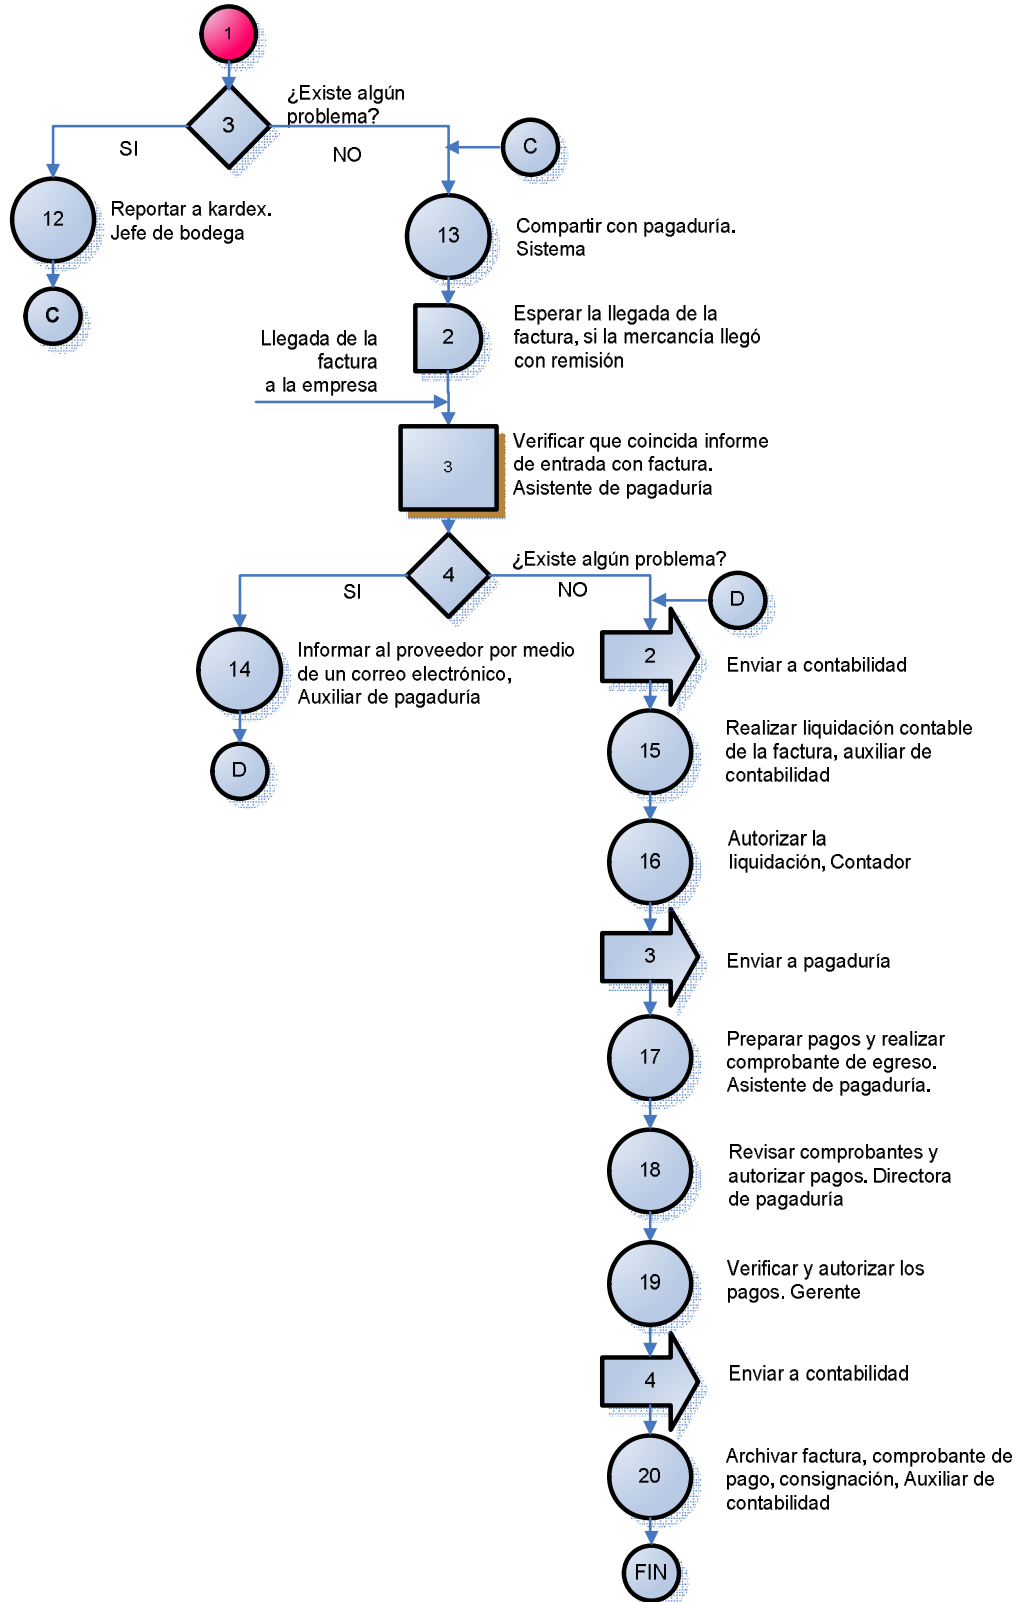 1
¿Existe algún
problema?
3
SI
NO
C
12
Reportar a kardex.
Jefe de bodega
13
Compartir con pagaduría.
Sistema
C
2
Esperar la llegada de la
factura, si la mercancía llegó
con remisión
Llegada de la
factura
a la empresa
3
Verificar que coincida informe
de entrada con factura.
Asistente de pagaduría
4
¿Existe algún problema?
SI
NO
D
14
Informar al proveedor por medio
de un correo electrónico,
Auxiliar de pagaduría
2
Enviar a contabilidad
D
15
Realizar liquidación contable
de la factura, auxiliar de
contabilidad
16
Autorizar la
liquidación, Contador
3
Enviar a pagaduría
17
Preparar pagos y realizar
comprobante de egreso.
Asistente de pagaduría.
18
Revisar comprobantes y
autorizar pagos. Directora
de pagaduría
19
Verificar y autorizar los
pagos. Gerente
4
Enviar a contabilidad
20
Archivar factura, comprobante de
pago, consignación, Auxiliar de
contabilidad
FIN